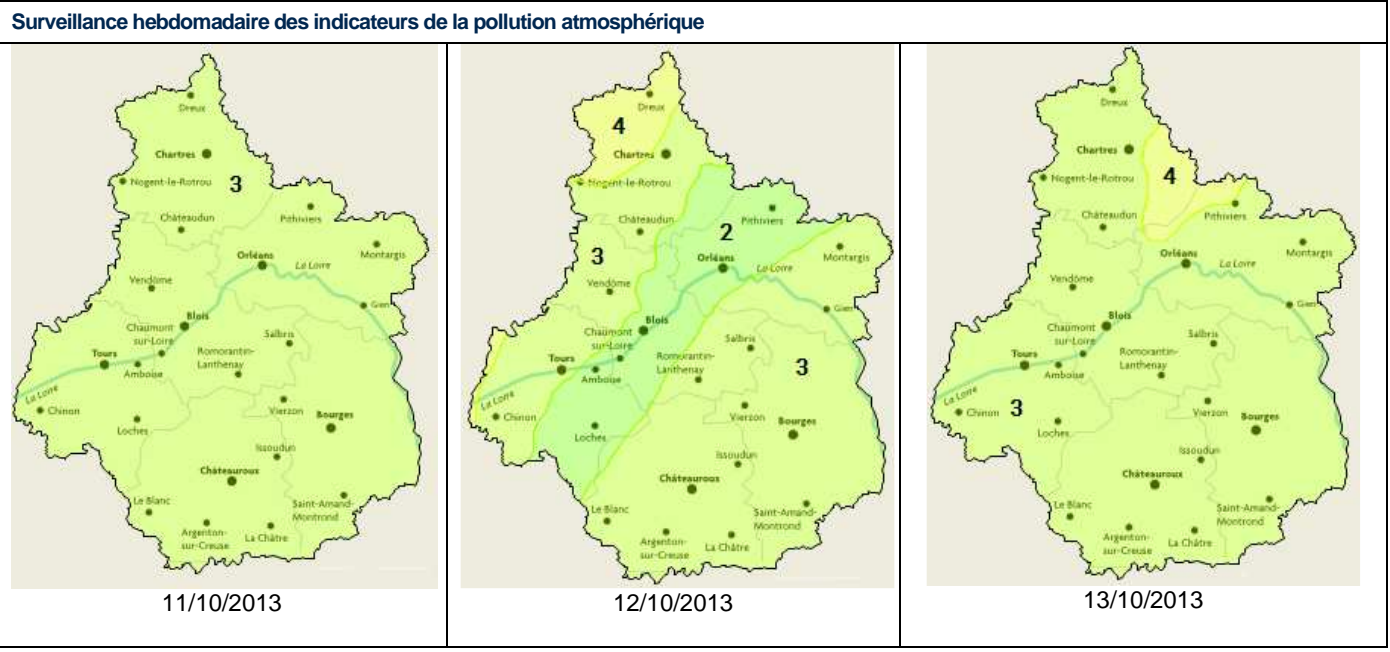 Surveillance hebdomadaire des indicateurs de la pollution atmosphérique
Dreux
Chartres
Nogent-le-Rotrou
3
Châteaudun
Pithiviers
Orléans
La Loire
Montargis
Vendôme
Gien
Blois
Chaumont
sur-Loire
Salbris
Tours
Romorantin-
Lanthenay
Amboise
La Loire
Chinon
Vierzon
Bourges
Loches
Issoudun
Châteauroux
Le Blanc
Saint-Amand-
Montrond
Argenton-
sur-Creuse
La Châtre
11/10/2013
Dreux
4
Chartres
Nogent-le-Rotrou
Châteaudun
Pithiviers
2
3
Orléans
La Loire
Montargis
Vendôme
Gien
Blois
Chaumont
sur-Loire
Salbris
Tours
Romorantin-
Lanthenay
3
Amboise
La Loire
Chinon
Vierzon
Bourges
Loches
Issoudun
Châteauroux
Le Blanc
Saint-Amand-
Montrond
Argenton-
sur-Creuse
La Châtre
12/10/2013
Dreux
Chartres
Nogent-le-Rotrou
4
Châteaudun
Pithiviers
Orléans
La Loire
Montargis
Vendôme
Gien
Blois
Chaumont
sur-Loire
Salbris
Tours
Romorantin-
Lanthenay
Amboise
La Loire
Chinon
3
Vierzon
Bourges
Loches
Issoudun
Châteauroux
Le Blanc
Saint-Amand-
Montrond
Argenton-
sur-Creuse
La Châtre
13/10/2013